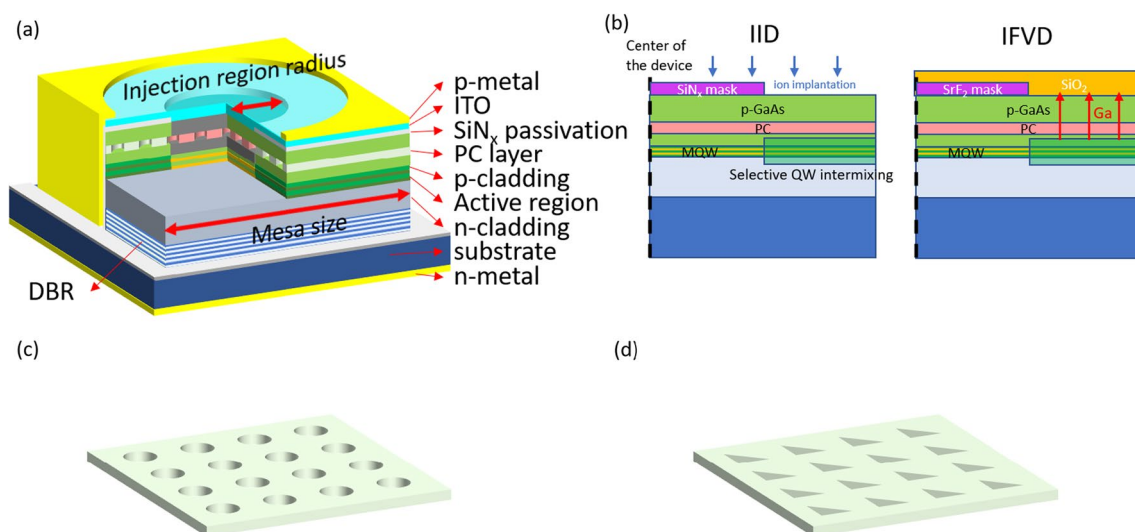 (a)
Injection region radius
p-metal
ITO
SiNx passivation
PC layer
p-cladding
Active region
n-cladding
substrate
n-metal
Mesa size
DBR
(b)
IID
IFVD
Center of
the device
ion implantation
SiNx mask
p-GaAs
PC
MQW
Selective QW intermixing
SiO2
SrF2 mask
p-GaAs
Ga
PC
MQW
(c)
(d)